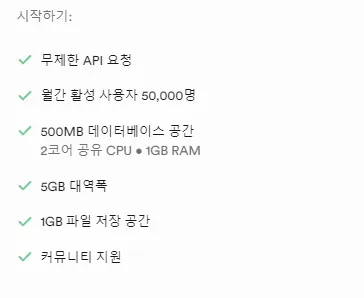 시작하기:
무제한 API 요청
월간 활성 사용자 50,000명
500MB 데이터베이스 공간
2코어 공유 CPU • 1GB RAM
5GB 대역폭
1GB 파일 저장 공간
커뮤니티 지원